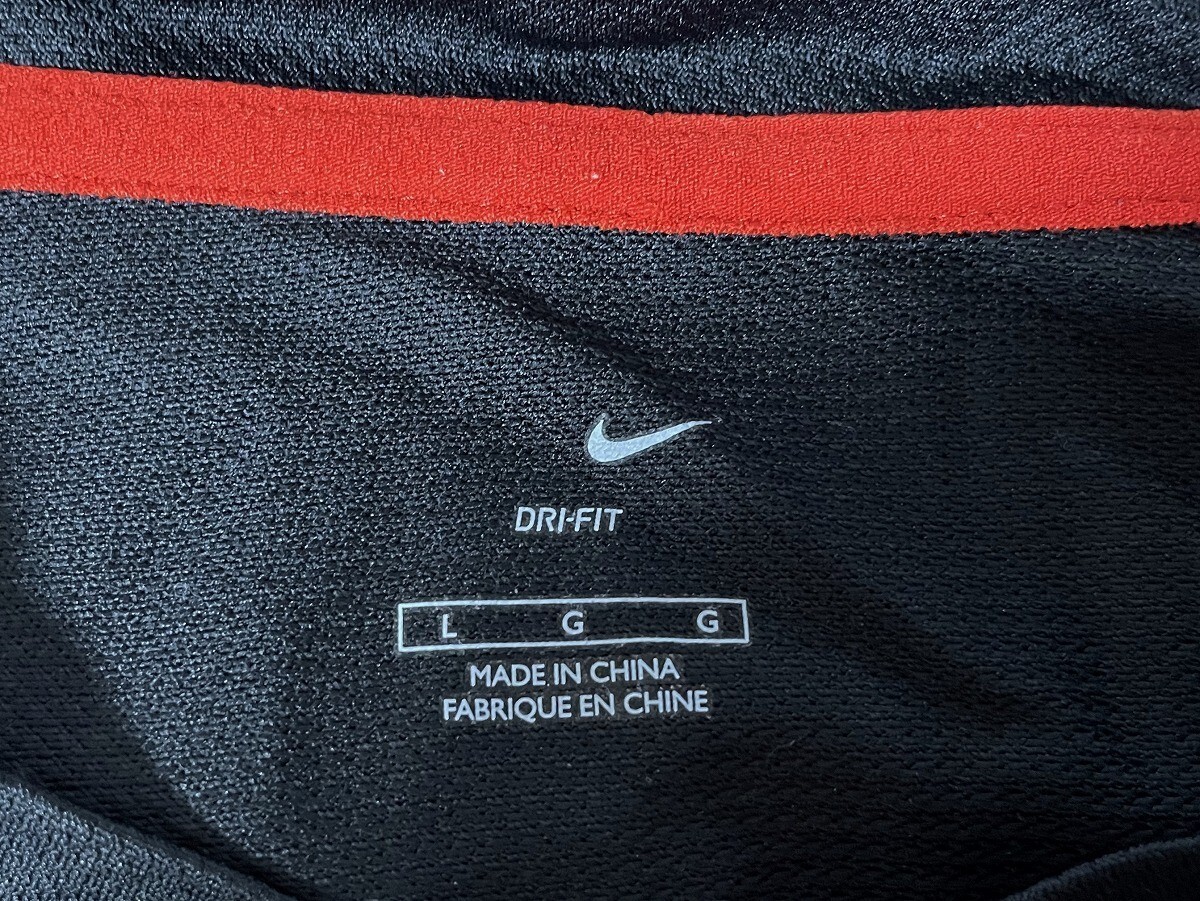 DRI-FIT
L G G
MADE IN CHINA
FABRIQUE EN CHINE